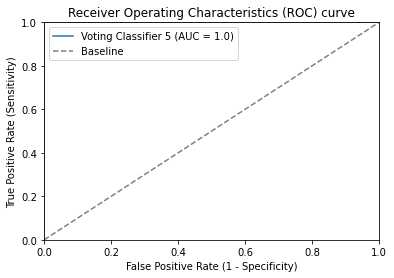 Receiver Operating Characteristics (ROC) curve
Voting Classifier 5 (AUC = 1.0)
Baseline
True Positive Rate (Sensitivity)
1.0
0.8
0.6
0.4
0.2
0.0
0.0 0.2 0.4 0.6 0.8 1.0
False Positive Rate (1 - Specificity)